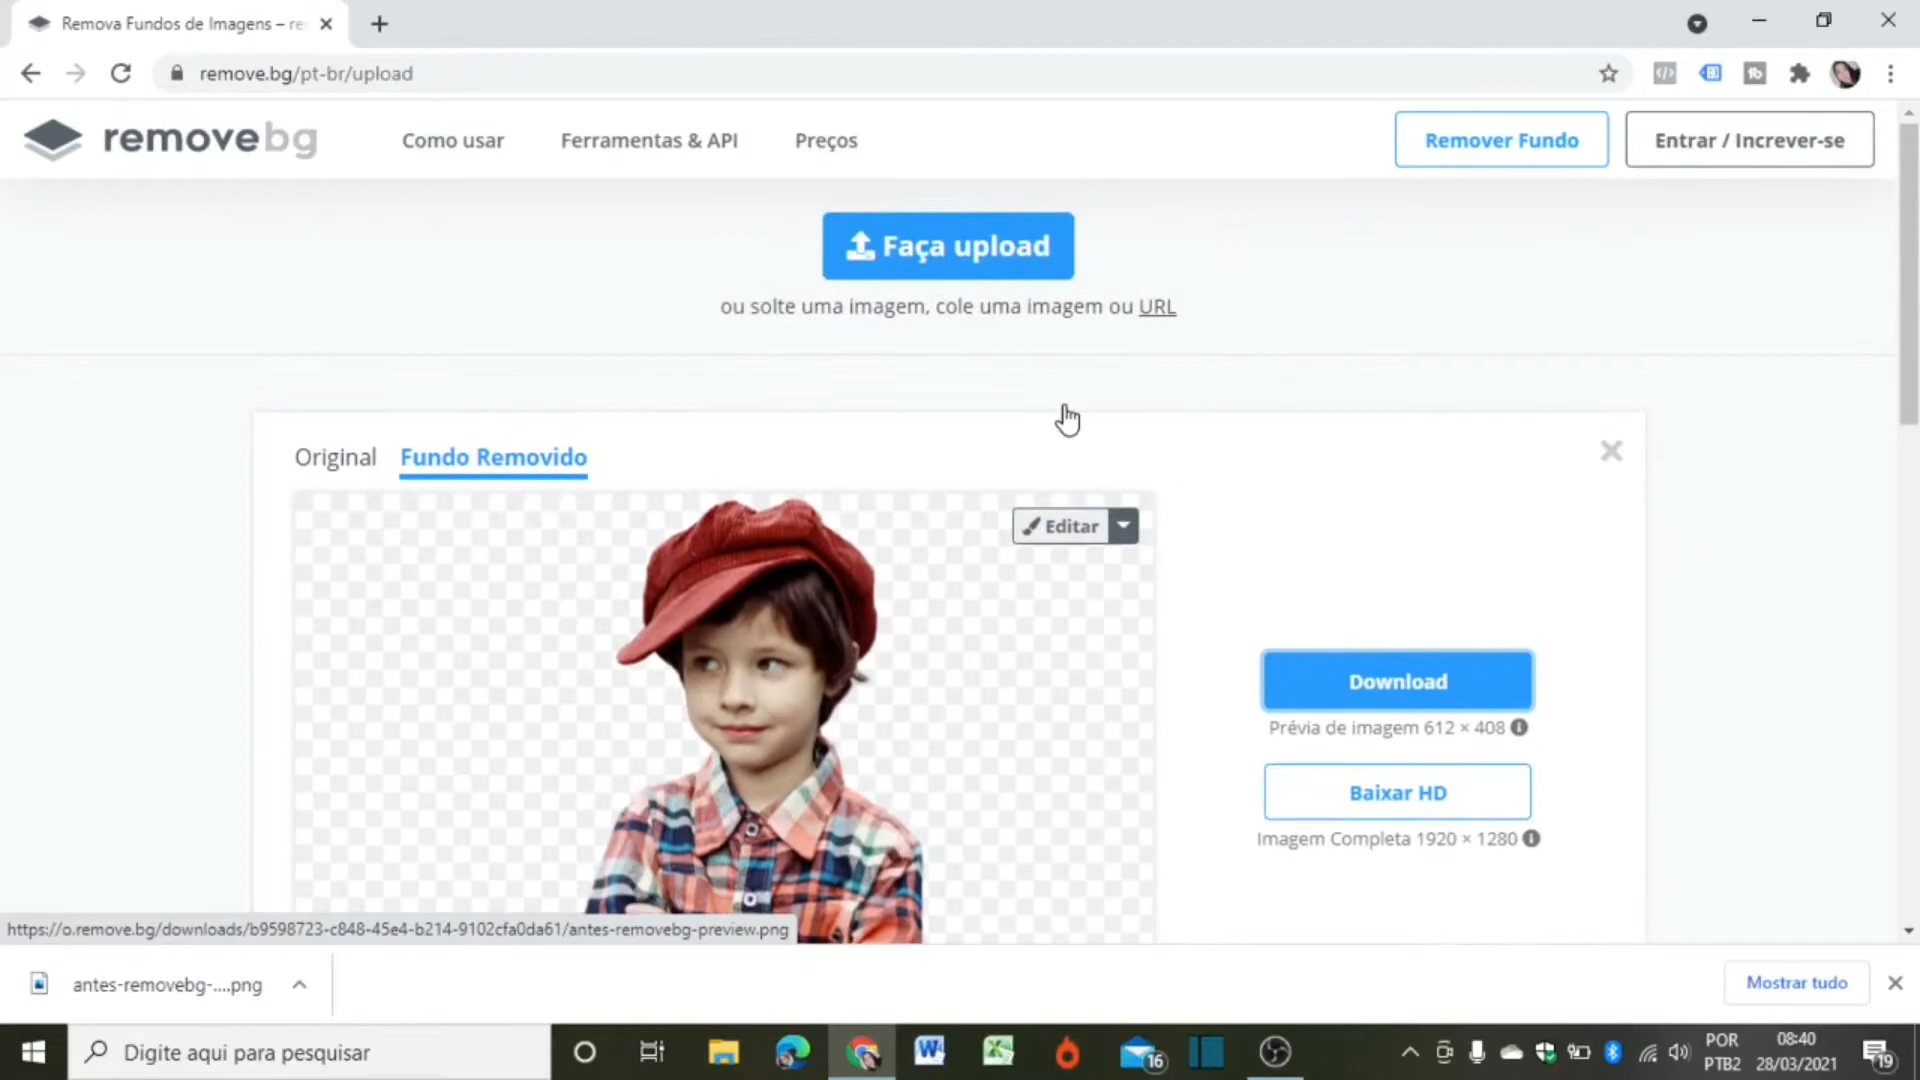 Remova Fundos de Imagens – re
remove.bg/pt-br/upload
removebg
Como usar
Ferramentas & API
Preços
Remover Fundo
Entrar / Increver-se
Faça upload
ou solte uma imagem, cole uma imagem ou URL
Original
Fundo Removido
Editar
Download
Prévia de imagem 612 × 408
Baixar HD
Imagem Completa 1920 × 1280
https://o.remove.bg/downloads/b9598723-c848-45e4-b214-9102cfa0da61/antes-removebg-preview.png
antes-removebg-....png
Mostrar tudo
Digite aqui para pesquisar
16
POR
PTB2
08:40
28/03/2021
19